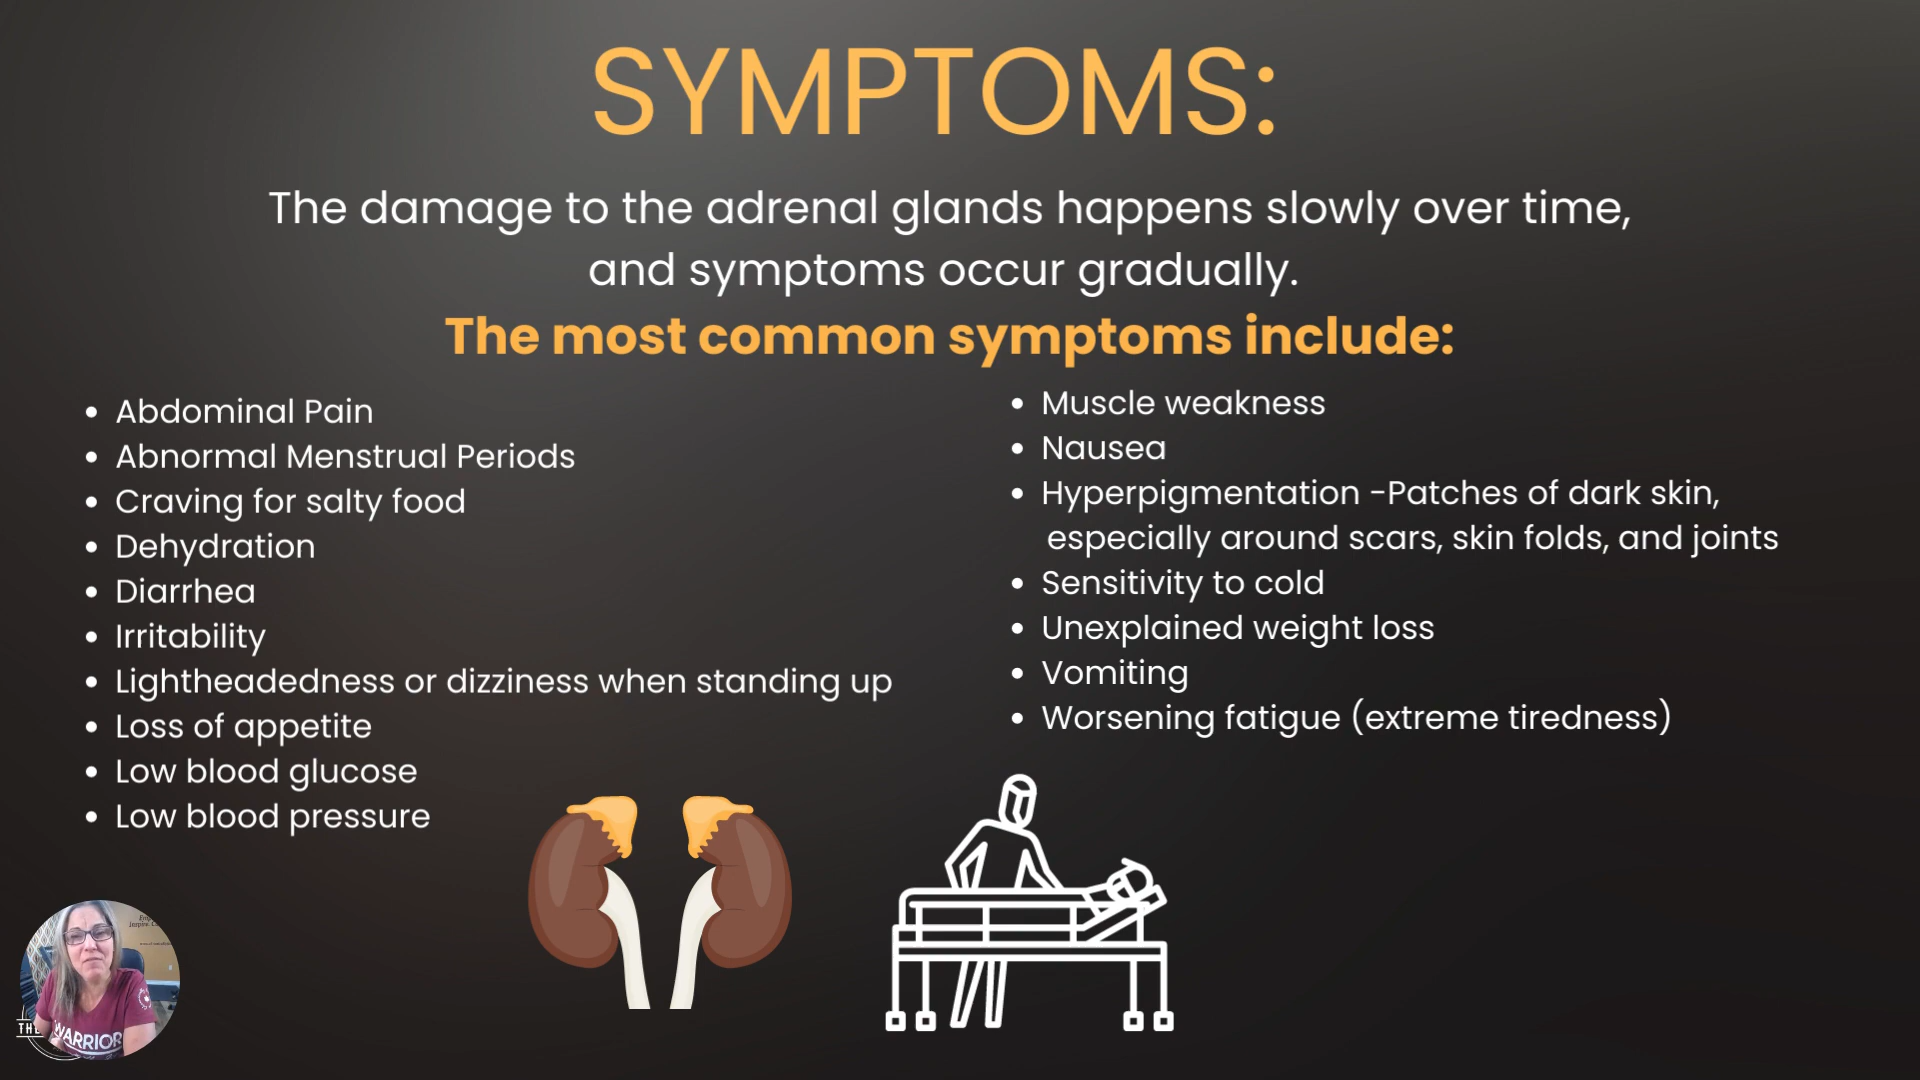 SYMPTOMS:
The damage to the adrenal glands happens slowly over time,
and symptoms occur gradually.
The most common symptoms include:
• Abdominal Pain
• Abnormal Menstrual Periods
• Craving for salty food
• Dehydration
• Diarrhea
• Irritability
• Lightheadedness or dizziness when standing up
• Loss of appetite
• Low blood glucose
• Low blood pressure
• Muscle weakness
• Nausea
• Hyperpigmentation -Patches of dark skin,
especially around scars, skin folds, and joints
• Sensitivity to cold
• Unexplained weight loss
• Vomiting
• Worsening fatigue (extreme tiredness)
WARRIOR